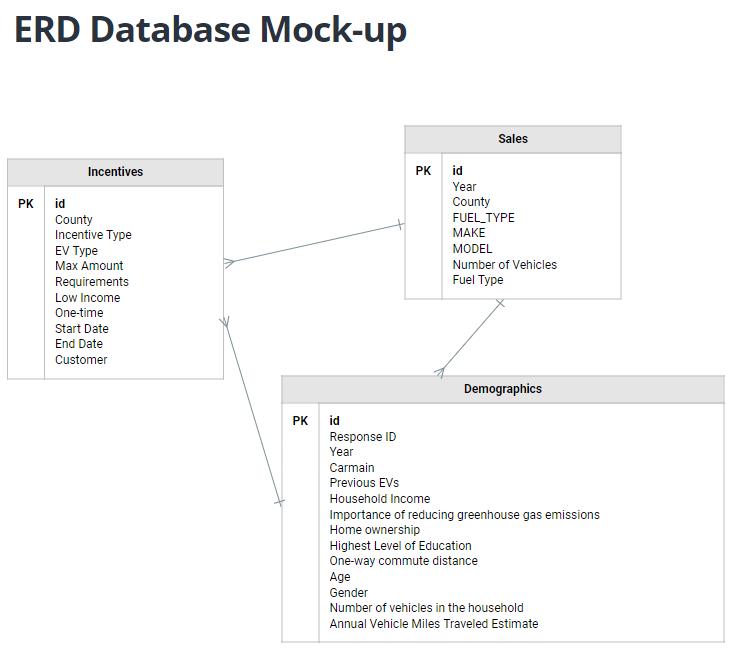 ERD Database Mock-up
Incentives
PK id
County
Incentive Type
EV Type
Max Amount
Requirements
Low Income
One-time
Start Date
End Date
Customer
Sales
PK id
Year
County
FUEL_TYPE
MAKE
MODEL
Number of Vehicles
Fuel Type
Demographics
PK id
Response ID
Year
Carmain
Previous EVs
Household Income
Importance of reducing greenhouse gas emissions
Home ownership
Highest Level of Education
One-way commute distance
Age
Gender
Number of vehicles in the household
Annual Vehicle Miles Traveled Estimate